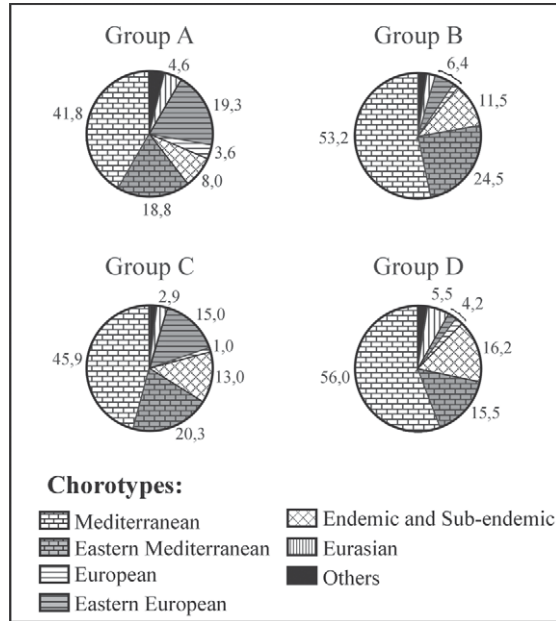 Group A
4,6
19,3
3,6
8,0
18,8
41,8
Group B
6,4
11,5
24,5
53,2
Group C
2,9
15,0
1,0
13,0
20,3
45,9
Group D
5,5
4,2
16,2
15,5
56,0
Chorotypes:
Mediterranean
Eastern Mediterranean
European
Eastern European
Endemic and Sub-endemic
Eurasian
Others